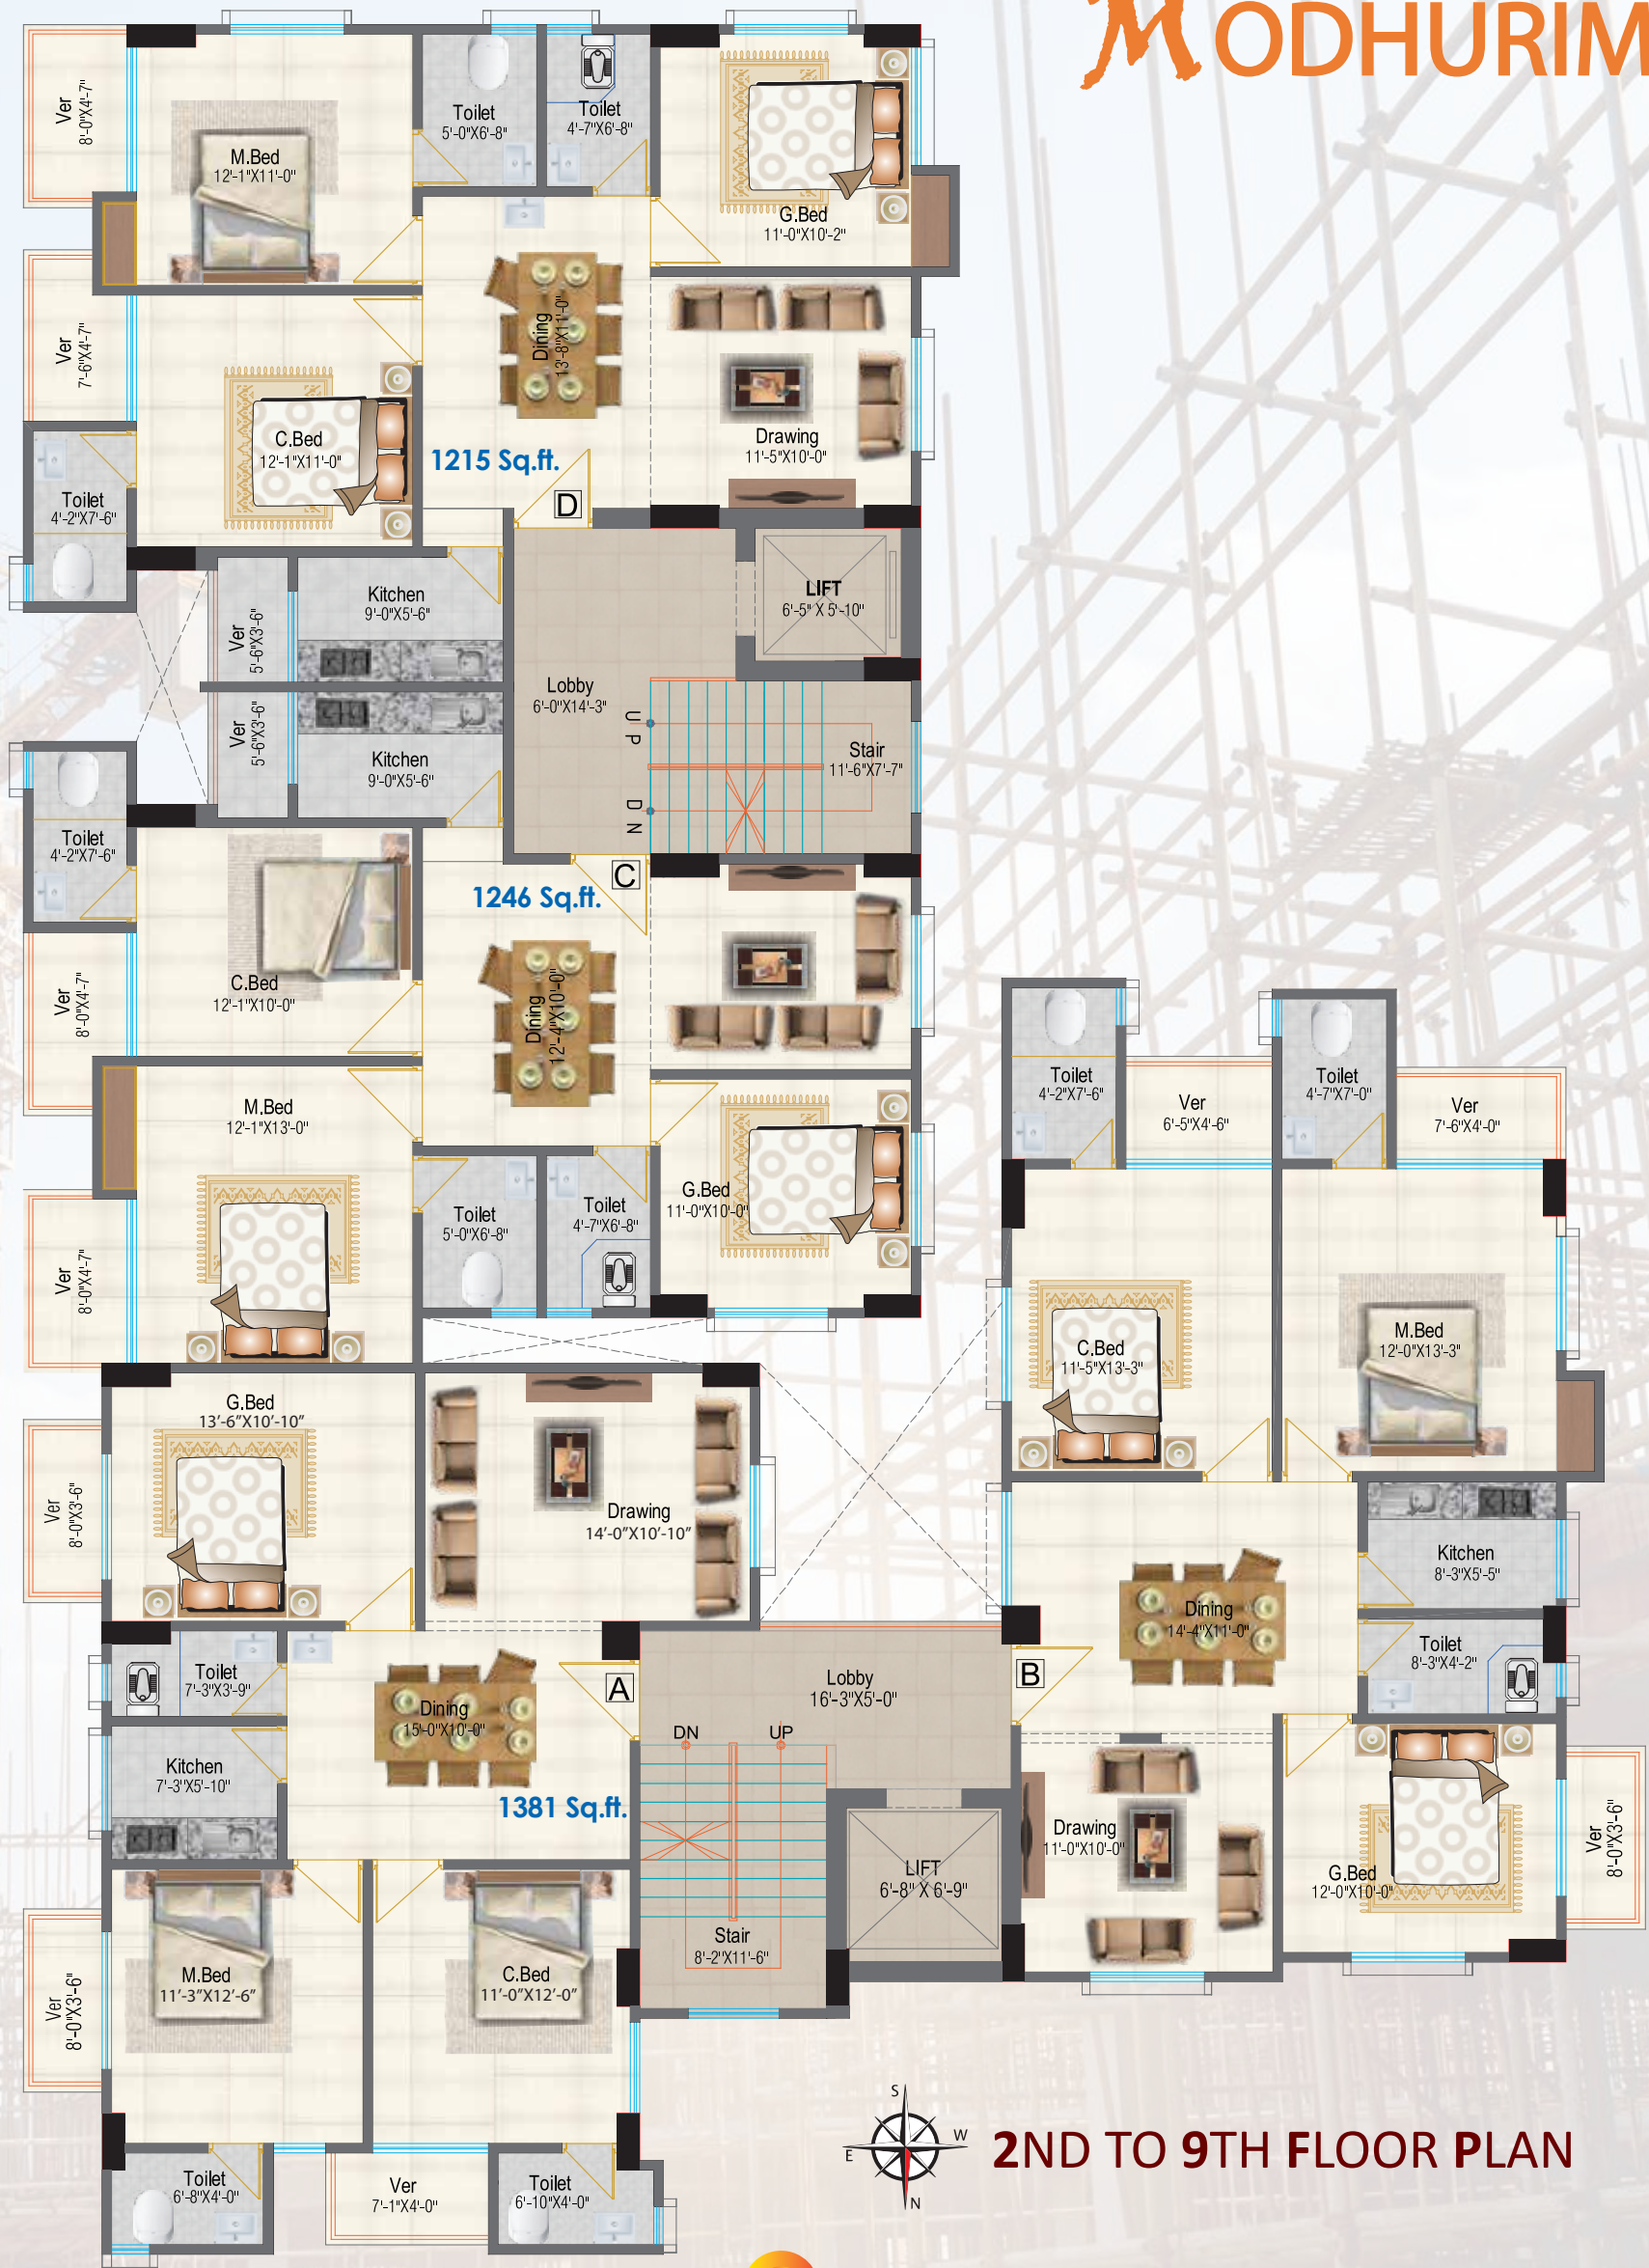 MODHURIM
Ver
8'-0"X4'-7"
M.Bed
12'-1"X11'-0"
Toilet
5'-0"X6'-8"
Toilet
4'-7"X6'-8"
G.Bed
11'-0"X10'-2"
Ver
7'-6"X4'-7"
C.Bed
12'-1"X11'-0"
Dining
13'-8"X11'-0"
Drawing
11'-5"X10'-0"
1215 Sq.ft.
D
Toilet
4'-2"X7'-6"
Kitchen
9'-0"X5'-6"
Ver
5'-6"X3'-6"
LIFT
6'-5" X 5'-10"
Lobby
6'-0"X14'-3"
UP
DN
Stair
11'-6"X7'-7"
Ver
5'-6"X3'-6"
Kitchen
9'-0"X5'-6"
Toilet
4'-2"X7'-6"
C
1246 Sq.ft.
C.Bed
12'-1"X10'-0"
Ver
8'-0"X4'-7"
Dining
12'-4"X10'-0"
M.Bed
12'-1"X13'-0"
Toilet
5'-0"X6'-8"
Toilet
4'-7"X6'-8"
G.Bed
11'-0"X10'-0"
Ver
8'-0"X4'-7"
Toilet
4'-2"X7'-6"
Ver
6'-5"X4'-6"
Toilet
4'-7"X7'-0"
Ver
7'-6"X4'-0"
C.Bed
11'-5"X13'-3"
M.Bed
12'-0"X13'-3"
G.Bed
13'-6"X10'-10"
Ver
8'-0"X3'-6"
Drawing
14'-0"X10'-10"
Kitchen
8'-3"X5'-5"
Dining
14'-4"X11'-0"
Toilet
8'-3"X4'-2"
Toilet
7'-3"X3'-9"
Dining
15'-0"X10'-0"
A
Lobby
16'-3"X5'-0"
B
DN
UP
Kitchen
7'-3"X5'-10"
1381 Sq.ft.
Drawing
11'-0"X10'-0"
G.Bed
12'-0"X10'-0"
Ver
8'-0"X3'-6"
LIFT
6'-8" X 6'-9"
Stair
8'-2"X11'-6"
M.Bed
11'-3"X12'-6"
C.Bed
11'-0"X12'-0"
Ver
8'-0"X3'-6"
Toilet
6'-8"X4'-0"
Ver
7'-1"X4'-0"
Toilet
6'-10"X4'-0"
S
E
W
N
2ND TO 9TH FLOOR PLAN